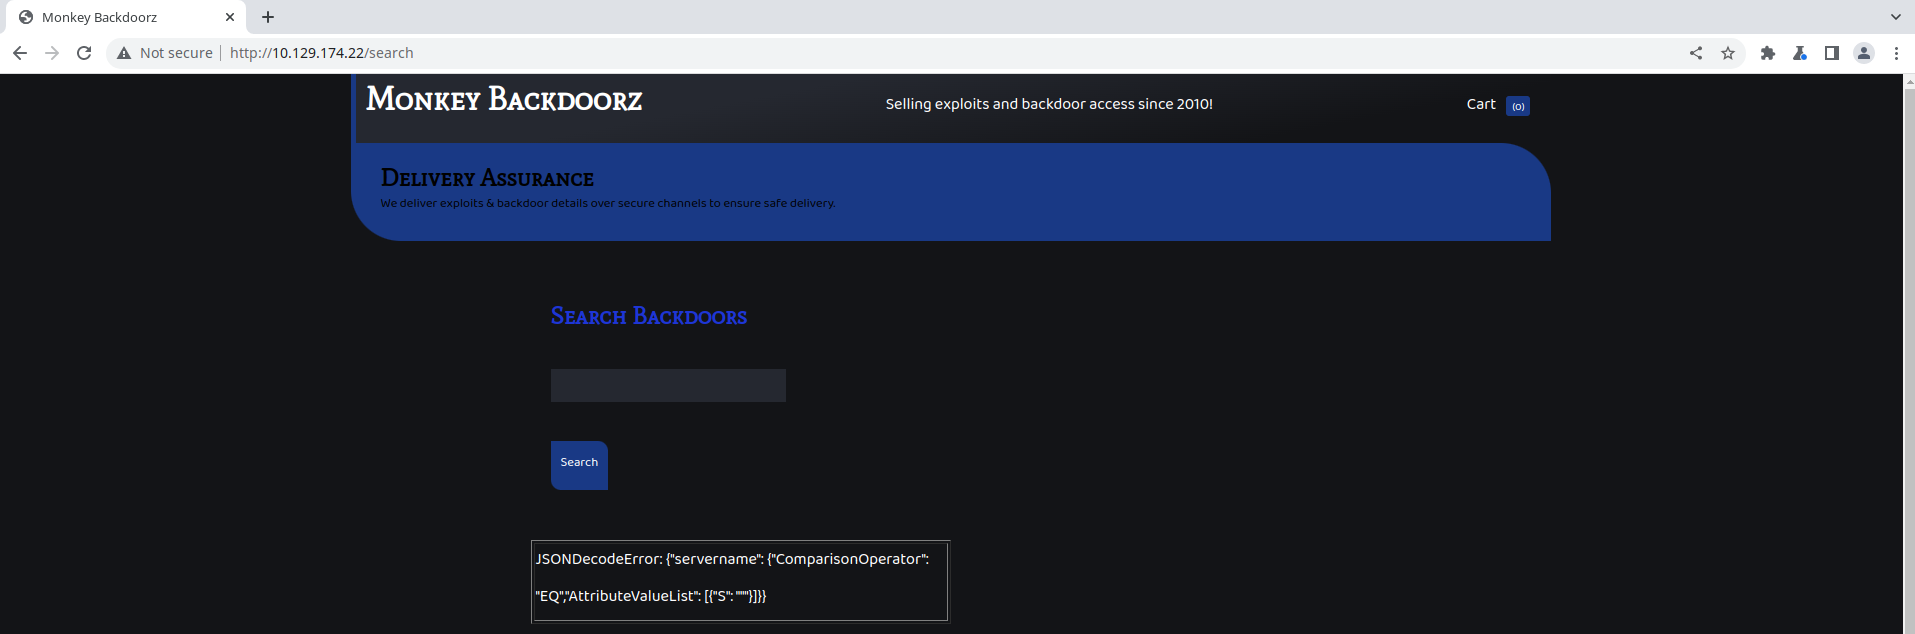 Monkey Backdoorz
Not secure | http://10.129.174.22/search
Monkey Backdoorz
Selling exploits and backdoor access since 2010!
Cart (0)
Delivery Assurance
We deliver exploits & backdoor details over secure channels to ensure safe delivery.
Search Backdoors
Search
JSONDecodeError: {"servername": {"ComparisonOperator":
"EQ","AttributeValueList": [{"S": """}]}}